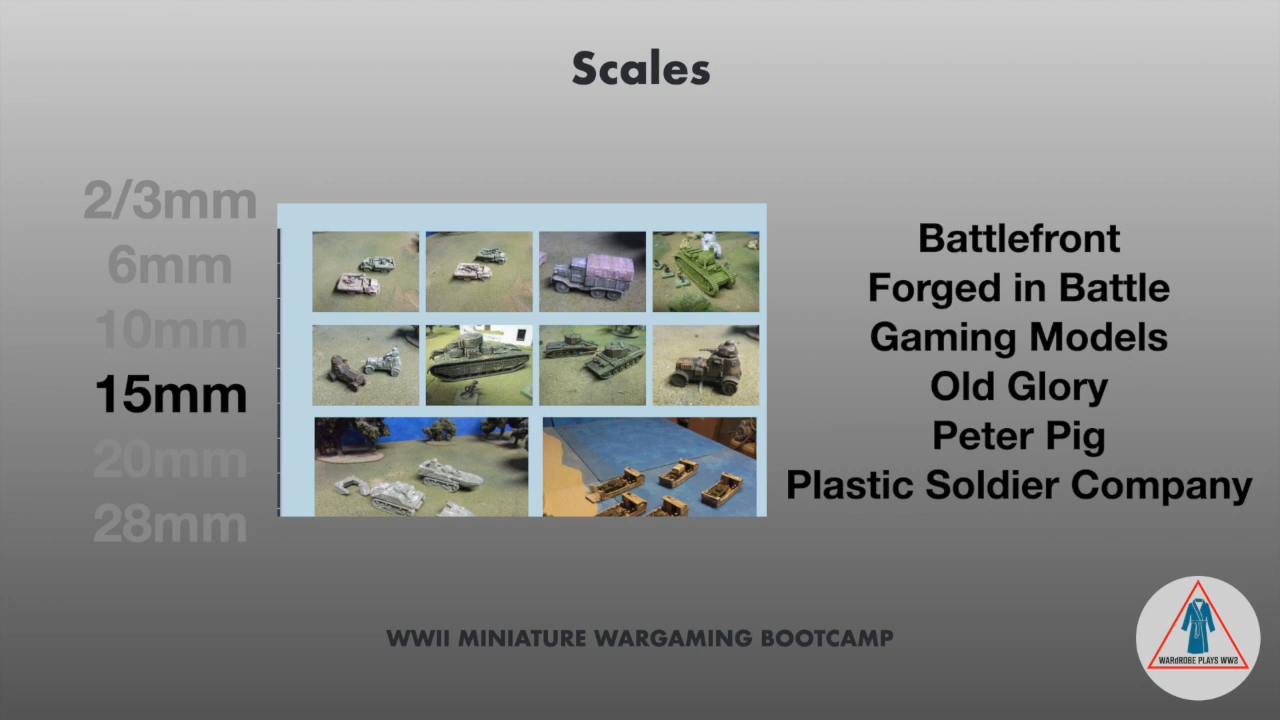 Scales
2/3mm
6mm
10mm
15mm
20mm
28mm
Battlefront
Forged in Battle
Gaming Models
Old Glory
Peter Pig
Plastic Soldier Company
WWII MINIATURE WARGAMING BOOTCAMP
WARdROBE PLAYS WW2